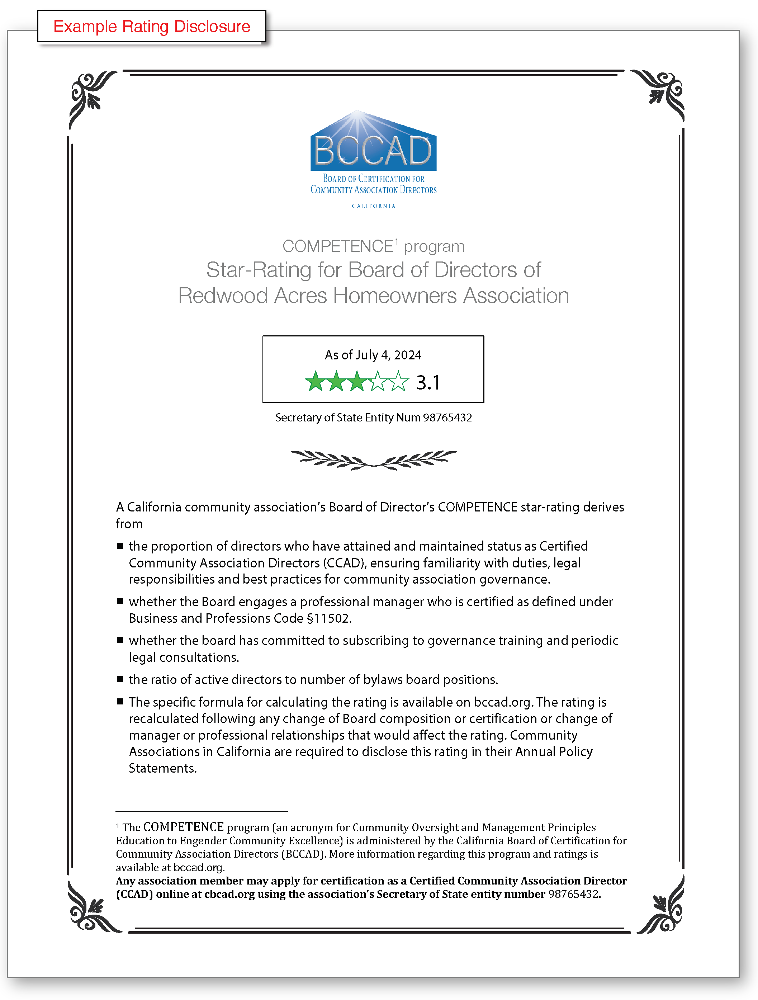 Example Rating Disclosure
BCCAD
BOARD OF CERTIFICATION FOR
COMMUNITY ASSOCIATION DIRECTORS
CALIFORNIA
COMPETENCE¹ program
Star-Rating for Board of Directors of
Redwood Acres Homeowners Association
As of July 4, 2024
3.1
Secretary of State Entity Num 98765432
A California community association’s Board of Director’s COMPETENCE star-rating derives
from
■ the proportion of directors who have attained and maintained status as Certified
Community Association Directors (CCAD), ensuring familiarity with duties, legal
responsibilities and best practices for community association governance.
■ whether the Board engages a professional manager who is certified as defined under
Business and Professions Code §11502.
■ whether the board has committed to subscribing to governance training and periodic
legal consultations.
■ the ratio of active directors to number of bylaws board positions.
■ The specific formula for calculating the rating is available on bccad.org. The rating is
recalculated following any change of Board composition or certification or change of
manager or professional relationships that would affect the rating. Community
Associations in California are required to disclose this rating in their Annual Policy
Statements.
¹ The COMPETENCE program (an acronym for Community Oversight and Management Principles
Education to Engender Community Excellence) is administered by the California Board of Certification for
Community Association Directors (BCCAD). More information regarding this program and ratings is
available at bccad.org.
Any association member may apply for certification as a Certified Community Association Director
(CCAD) online at cbcad.org using the association’s Secretary of State entity number 98765432.